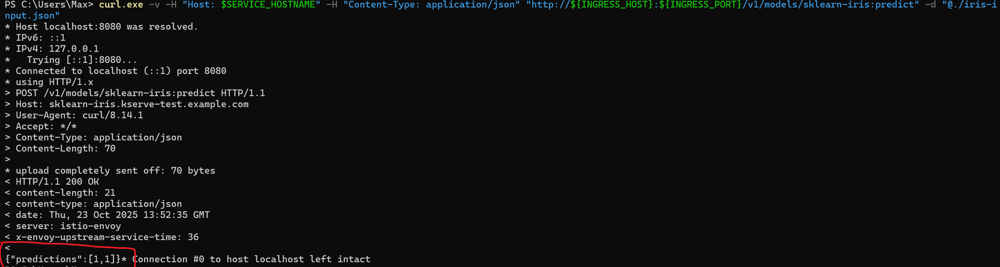 PS C:\Users\Max> curl.exe -v -H "Host: $SERVICE_HOSTNAME" -H "Content-Type: application/json" "http://${INGRESS_HOST}:${INGRESS_PORT}/v1/models/sklearn-iris:predict" -d "@./iris-i
nput.json"
* Host localhost:8080 was resolved.
* IPv6: ::1
* IPv4: 127.0.0.1
*   Trying [::1]:8080...
* Connected to localhost (::1) port 8080
* using HTTP/1.x
> POST /v1/models/sklearn-iris:predict HTTP/1.1
> Host: sklearn-iris.kserve-test.example.com
> User-Agent: curl/8.14.1
> Accept: */*
> Content-Type: application/json
> Content-Length: 70
>
* upload completely sent off: 70 bytes
< HTTP/1.1 200 OK
< content-length: 21
< content-type: application/json
< date: Thu, 23 Oct 2025 13:52:35 GMT
< server: istio-envoy
< x-envoy-upstream-service-time: 36
<
{"predictions":[1,1]}* Connection #0 to host localhost left intact